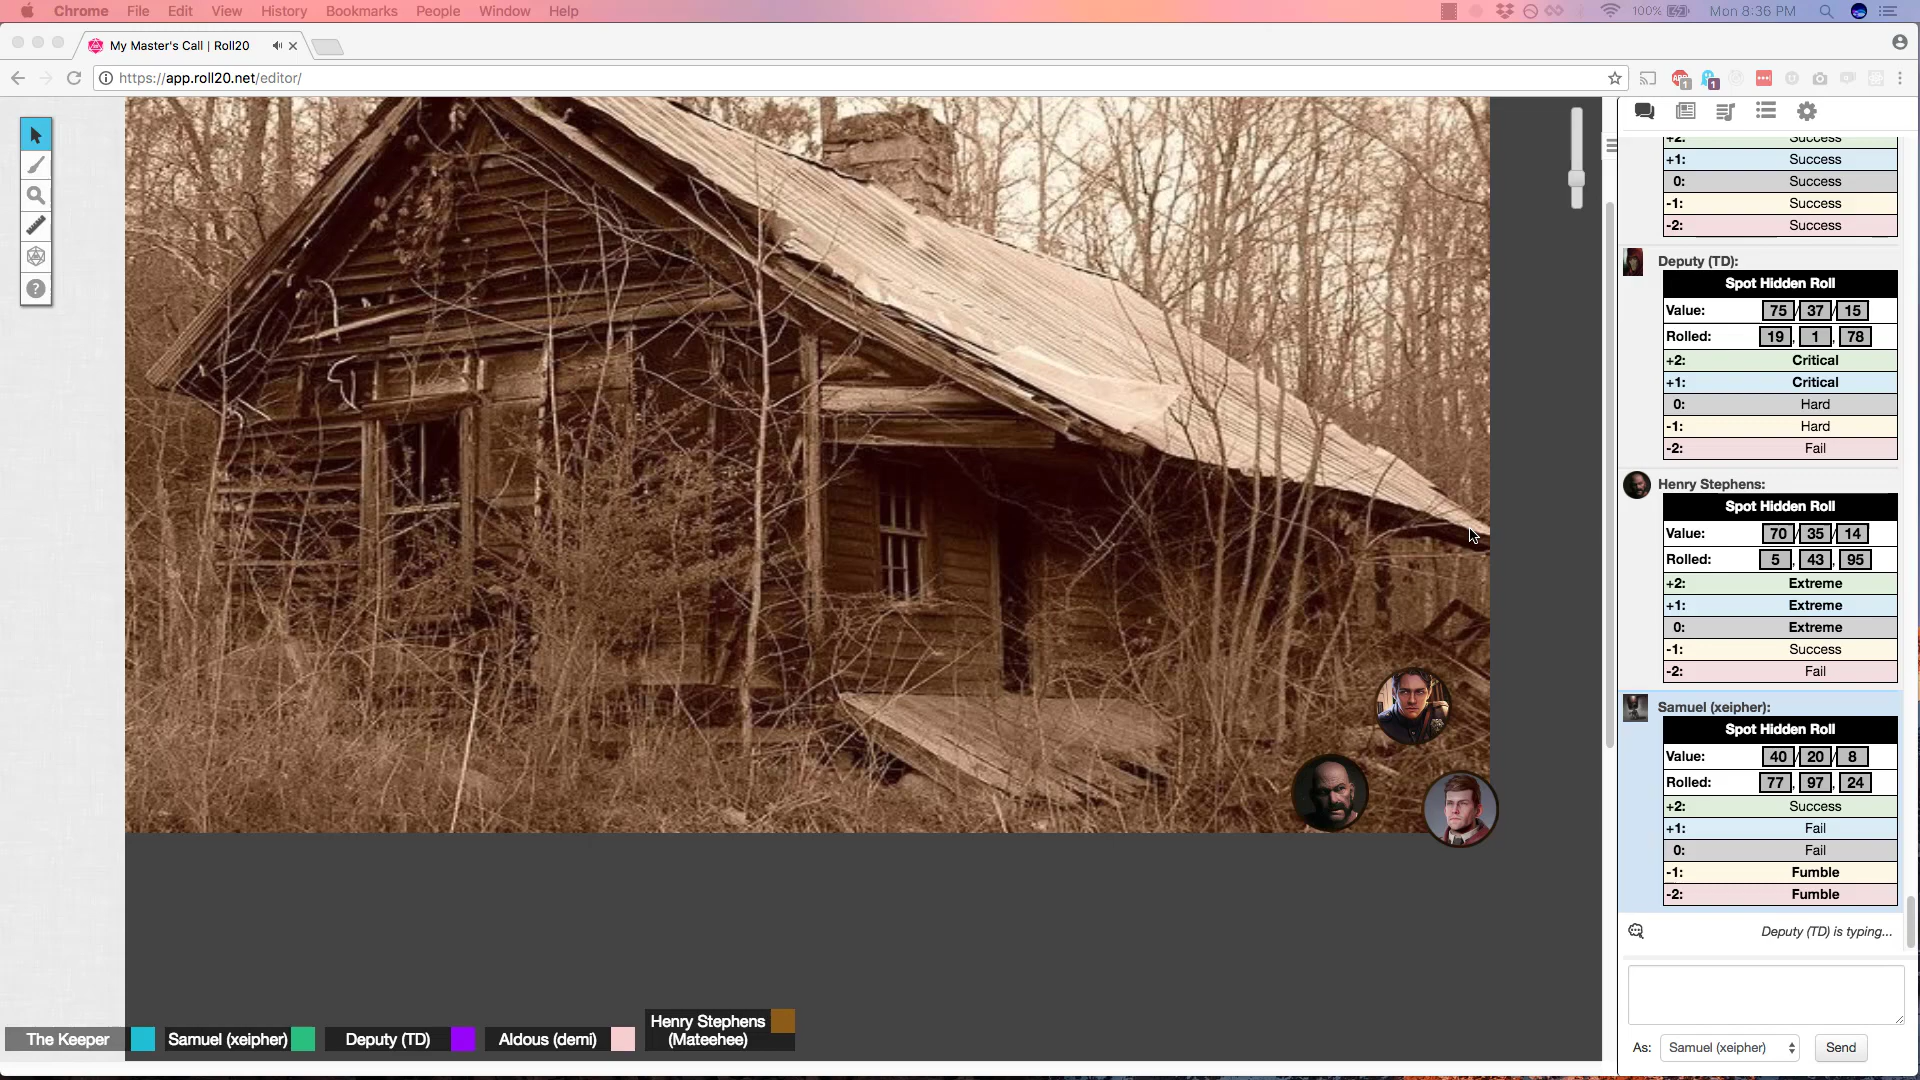 Chrome File Edit View History Bookmarks People Window Help 100% Mon 8:36 PM
My Master's Call | Roll20
https://app.roll20.net/editor/
+2: Success
+1: Success
0: Success
-1: Success
-2: Success
Deputy (TD):
Spot Hidden Roll
Value: 75 / 37 / 15
Rolled: 19 , 1 , 78
+2: Critical
+1: Critical
0: Hard
-1: Hard
-2: Fail
Henry Stephens:
Spot Hidden Roll
Value: 70 / 35 / 14
Rolled: 5 , 43 , 95
+2: Extreme
+1: Extreme
0: Extreme
-1: Success
-2: Fail
Samuel (xeipher):
Spot Hidden Roll
Value: 40 / 20 / 8
Rolled: 77 , 97 , 24
+2: Success
+1: Fail
0: Fail
-1: Fumble
-2: Fumble
Deputy (TD) is typing...
As: Samuel (xeipher) Send
The Keeper
Samuel (xeipher)
Deputy (TD)
Aldous (demi)
Henry Stephens
(Mateehee)